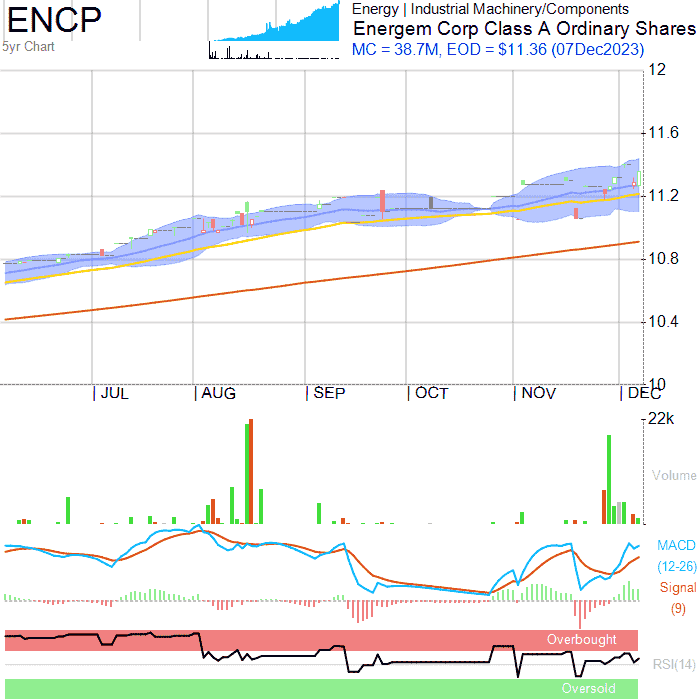 ENCP
5yr Chart
Energy | Industrial Machinery/Components
Energem Corp Class A Ordinary Shares
MC = 38.7M, EOD = $11.36 (07Dec2023)
12
11.6
11.2
10.8
10.4
10
JUL AUG SEP OCT NOV DEC
22k
Volume
MACD
(12-26)
Signal
(9)
Overbought
RSI(14)
Oversold